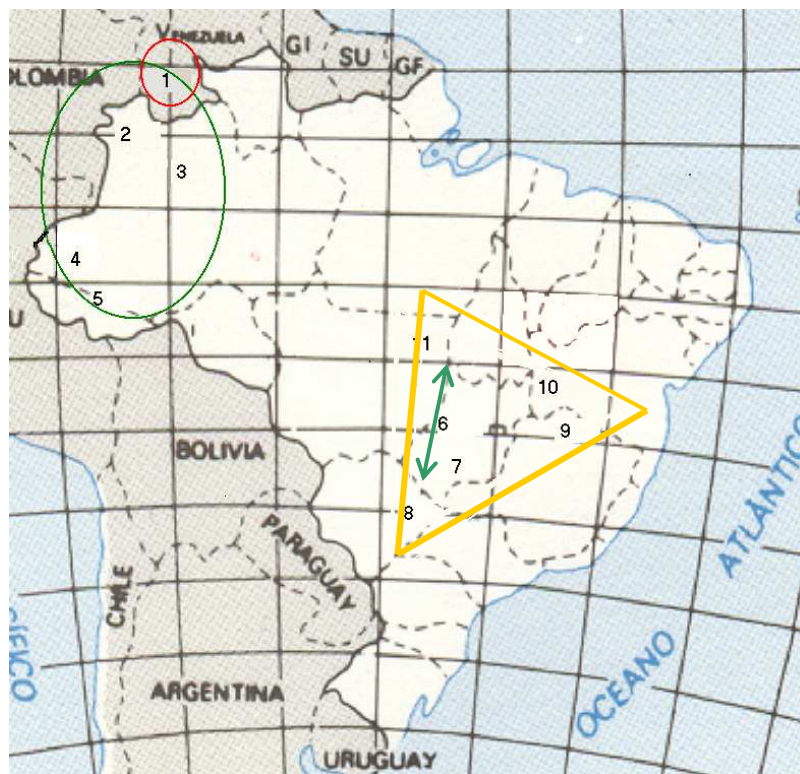 VENEZUELA
GI
SU
GF
OLOMBIA
1
2
3
4
5
U
11
10
6
9
7
BOLIVIA
8
PARAGUAY
CHILE
ATLÂNTICO
CÍFICO
OCEANO
ARGENTINA
URUGUAY